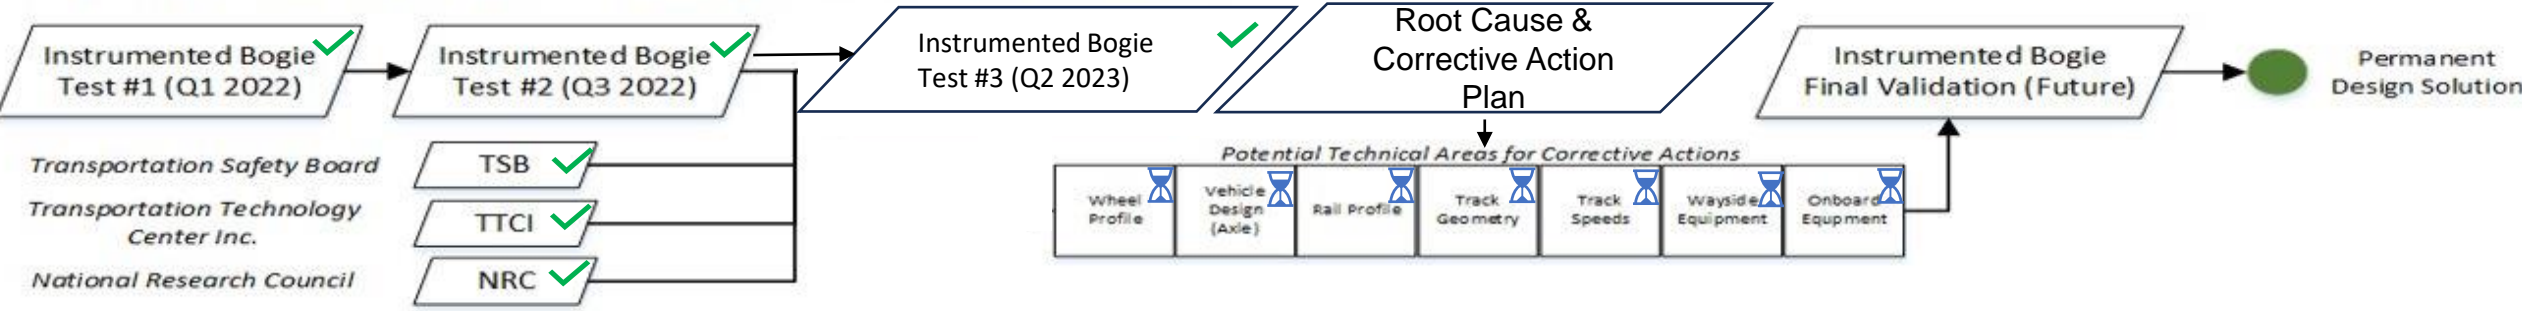 Instrumented Bogie
Test #1 (Q1 2022)
Instrumented Bogie
Test #2 (Q3 2022)
Instrumented Bogie
Test #3 (Q2 2023)
Root Cause &
Corrective Action
Plan
Instrumented Bogie
Final Validation (Future)
Permanent
Design Solution
Transportation Safety Board
TSB
Transportation Technology
Center Inc.
TTCI
National Research Council
NRC
Potential Technical Areas for Corrective Actions
Wheel
Profile
Vehicle
Design
(Axle)
Rail Profile
Track
Geometry
Track
Speeds
Wayside
Equipment
Onboard
Equpment